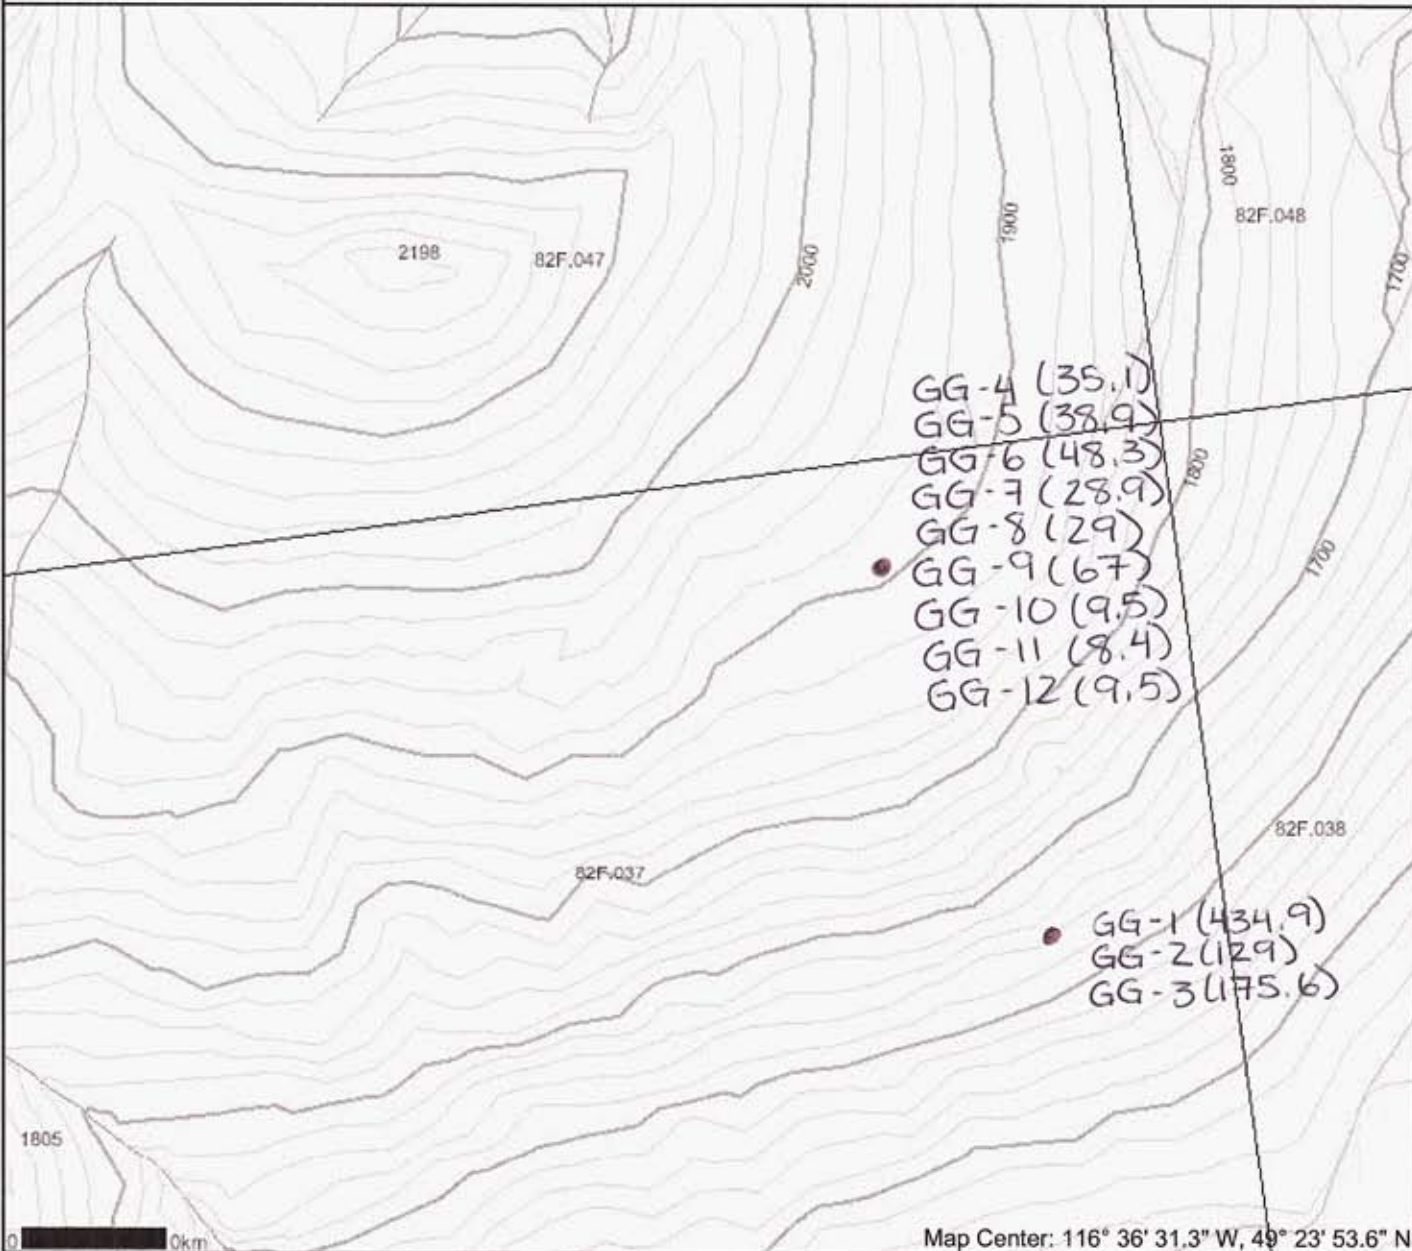 1800
82F.048
2198
82F.047
1900
2000
1700
GG-4 (35.1)
GG-5 (38.9)
GG-6 (48.3)
GG-7 (28.9)
GG-8 (29)
GG-9 (67)
GG-10 (9.5)
GG-11 (8.4)
GG-12 (9.5)
1800
1700
82F.038
82F.037
GG-1 (434.9)
GG-2 (129)
GG-3 (175.6)
1805
0 0km
Map Center: 116° 36' 31.3" W, 49° 23' 53.6" N